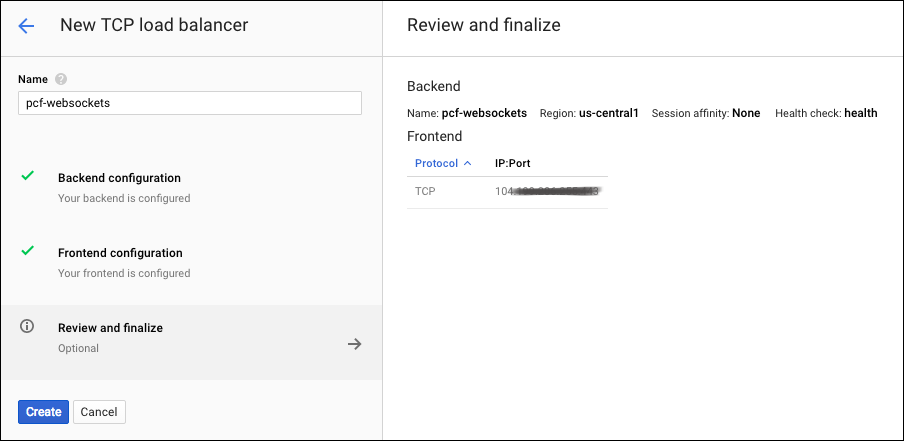 New TCP load balancer
Name ?
pcf-websockets
Backend configuration
Your backend is configured
Frontend configuration
Your frontend is configured
Review and finalize
Optional
Create Cancel
Review and finalize
Backend
Name: pcf-websockets Region: us-central1 Session affinity: None Health check: health
Frontend
Protocol IP:Port
TCP 104